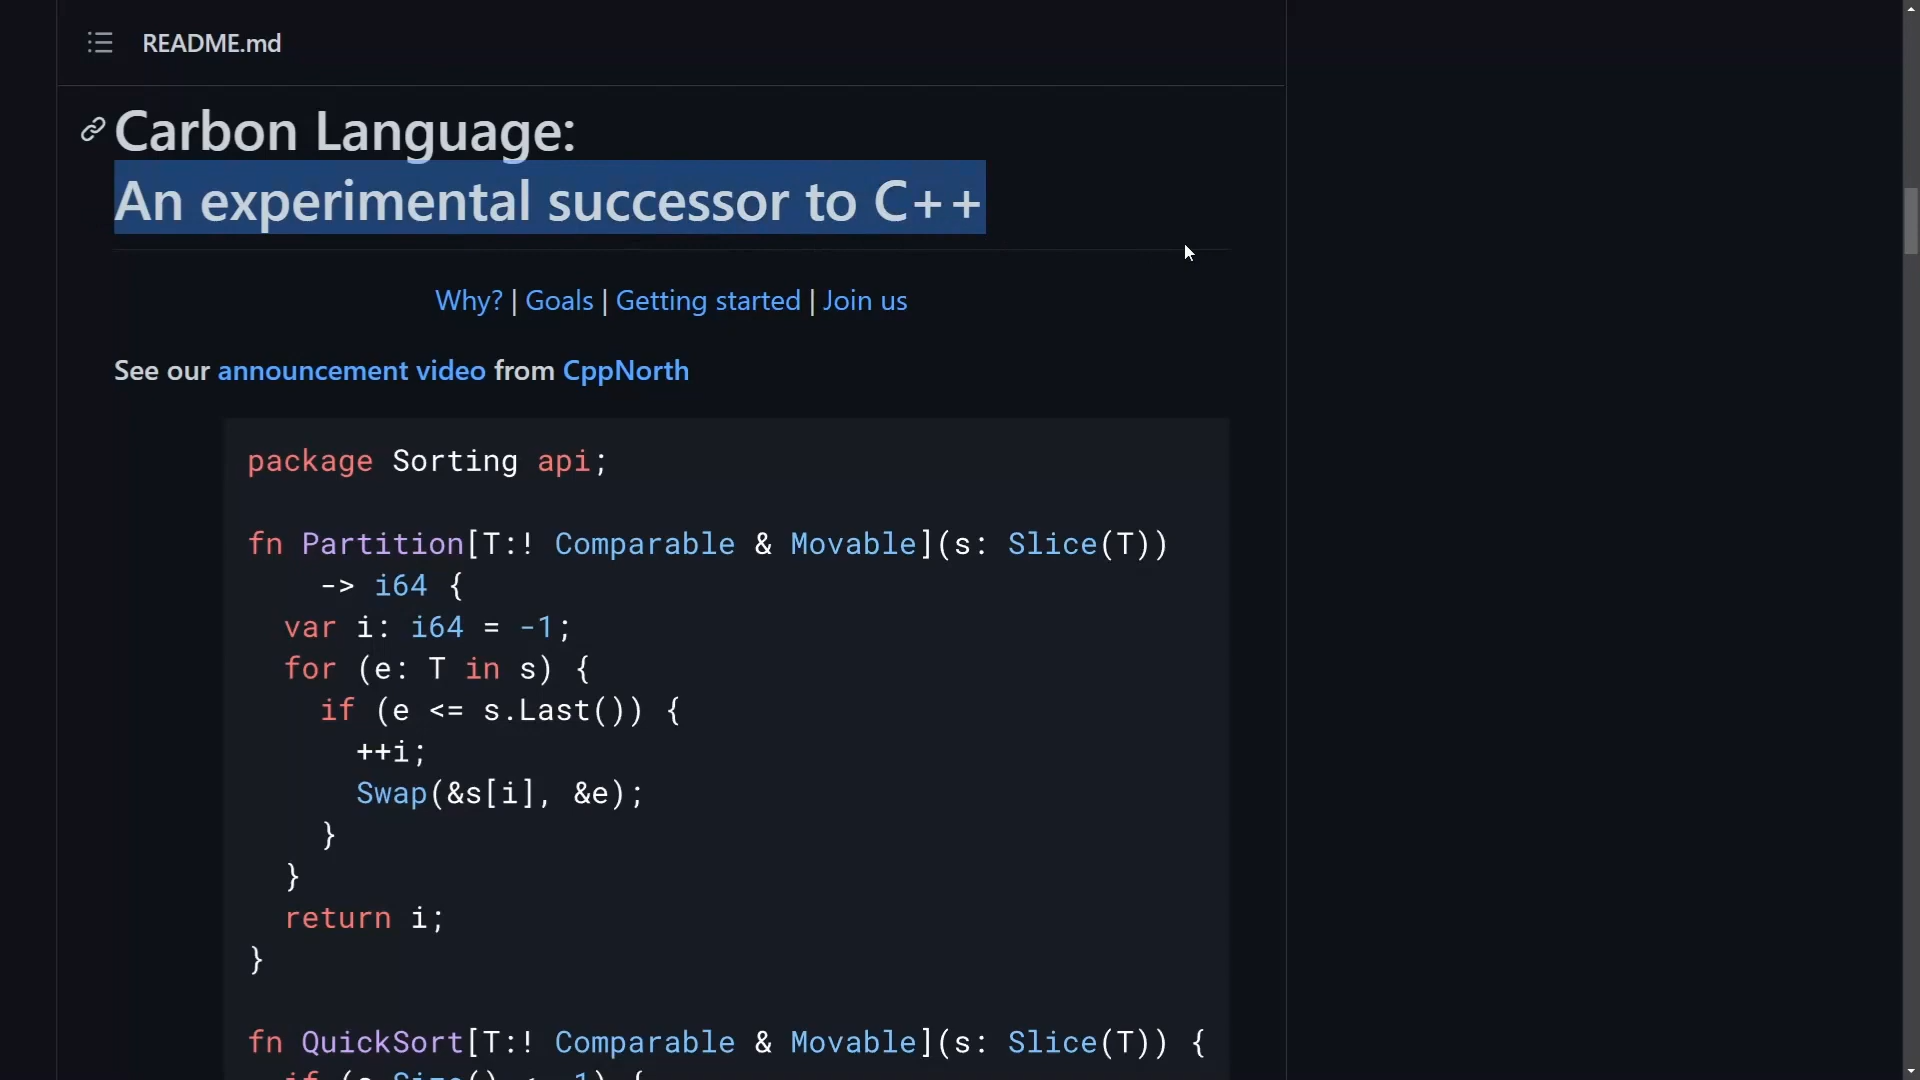 README.md
Carbon Language:
An experimental successor to C++
Why? | Goals | Getting started | Join us
See our announcement video from CppNorth
package Sorting api;
fn Partition[T:! Comparable & Movable](s: Slice(T))
-> i64 {
var i: i64 = -1;
for (e: T in s) {
if (e <= s.Last()) {
++i;
Swap(&s[i], &e);
}
}
return i;
}
fn QuickSort[T:! Comparable & Movable](s: Slice(T)) {